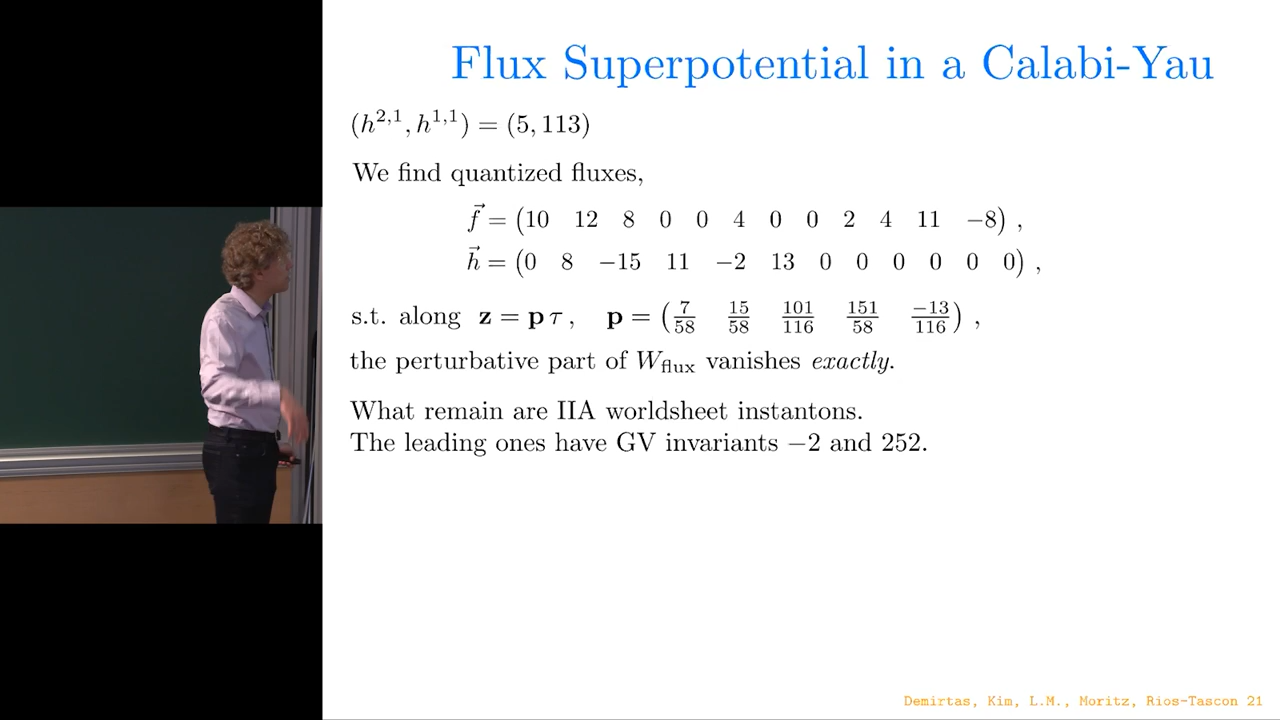 Flux Superpotential in a Calabi-Yau
(h^{2,1}, h^{1,1}) = (5, 113)
We find quantized fluxes,
\vec{f} = (10 12 8 0 0 4 0 0 2 4 11 −8) ,
\vec{h} = (0 8 −15 11 −2 13 0 0 0 0 0 0) ,
s.t. along z = p τ , p = (7/58 15/58 101/116 151/58 −13/116) ,
the perturbative part of W_{flux} vanishes exactly.
What remain are IIA worldsheet instantons.
The leading ones have GV invariants −2 and 252.
Demirtas, Kim, L.M., Moritz, Rios-Tascon 21